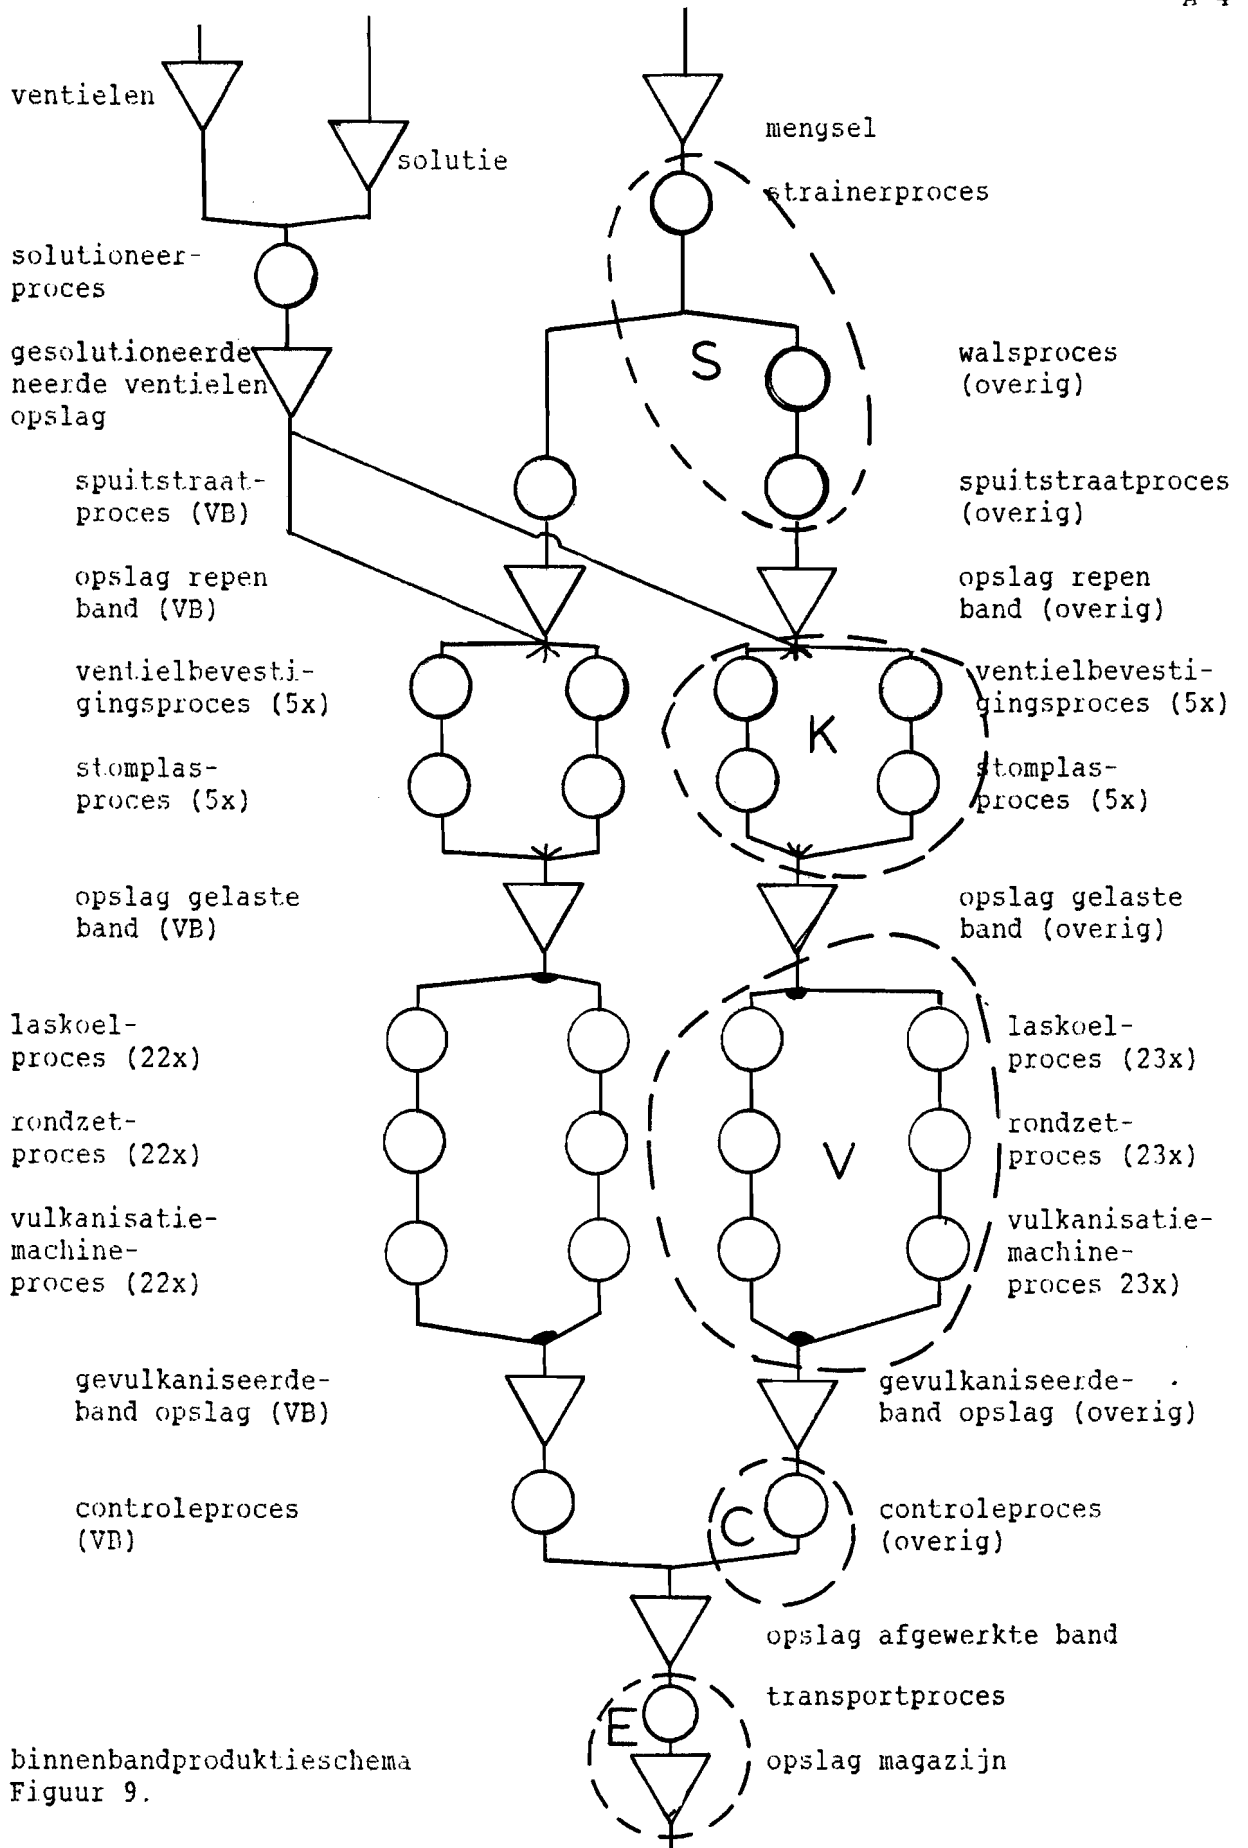 A 4
ventielen
mengsel
solutie
strainerproces
solutioneer-
proces
gesolutioneerde
neerde ventielen
opslag
S
walsproces
(overig)
spuitstraat-
proces (VB)
spuitstraatproces
(overig)
opslag repen
band (VB)
opslag repen
band (overig)
ventielbevesti-
gingsproces (5x)
K
ventielbevesti-
gingsproces (5x)
stomplas-
proces (5x)
stomplas-
proces (5x)
opslag gelaste
band (VB)
opslag gelaste
band (overig)
laskoel-
proces (22x)
laskoel-
proces (23x)
rondzet-
proces (22x)
V
rondzet-
proces (23x)
vulkanisatie-
machine-
proces (22x)
vulkanisatie-
machine-
proces 23x)
gevulkaniseerde-
band opslag (VB)
gevulkaniseerde-
band opslag (overig)
controleproces
(VB)
C
controleproces
(overig)
opslag afgewerkte band
E
transportproces
opslag magazijn
binnenbandproduktieschema
Figuur 9.